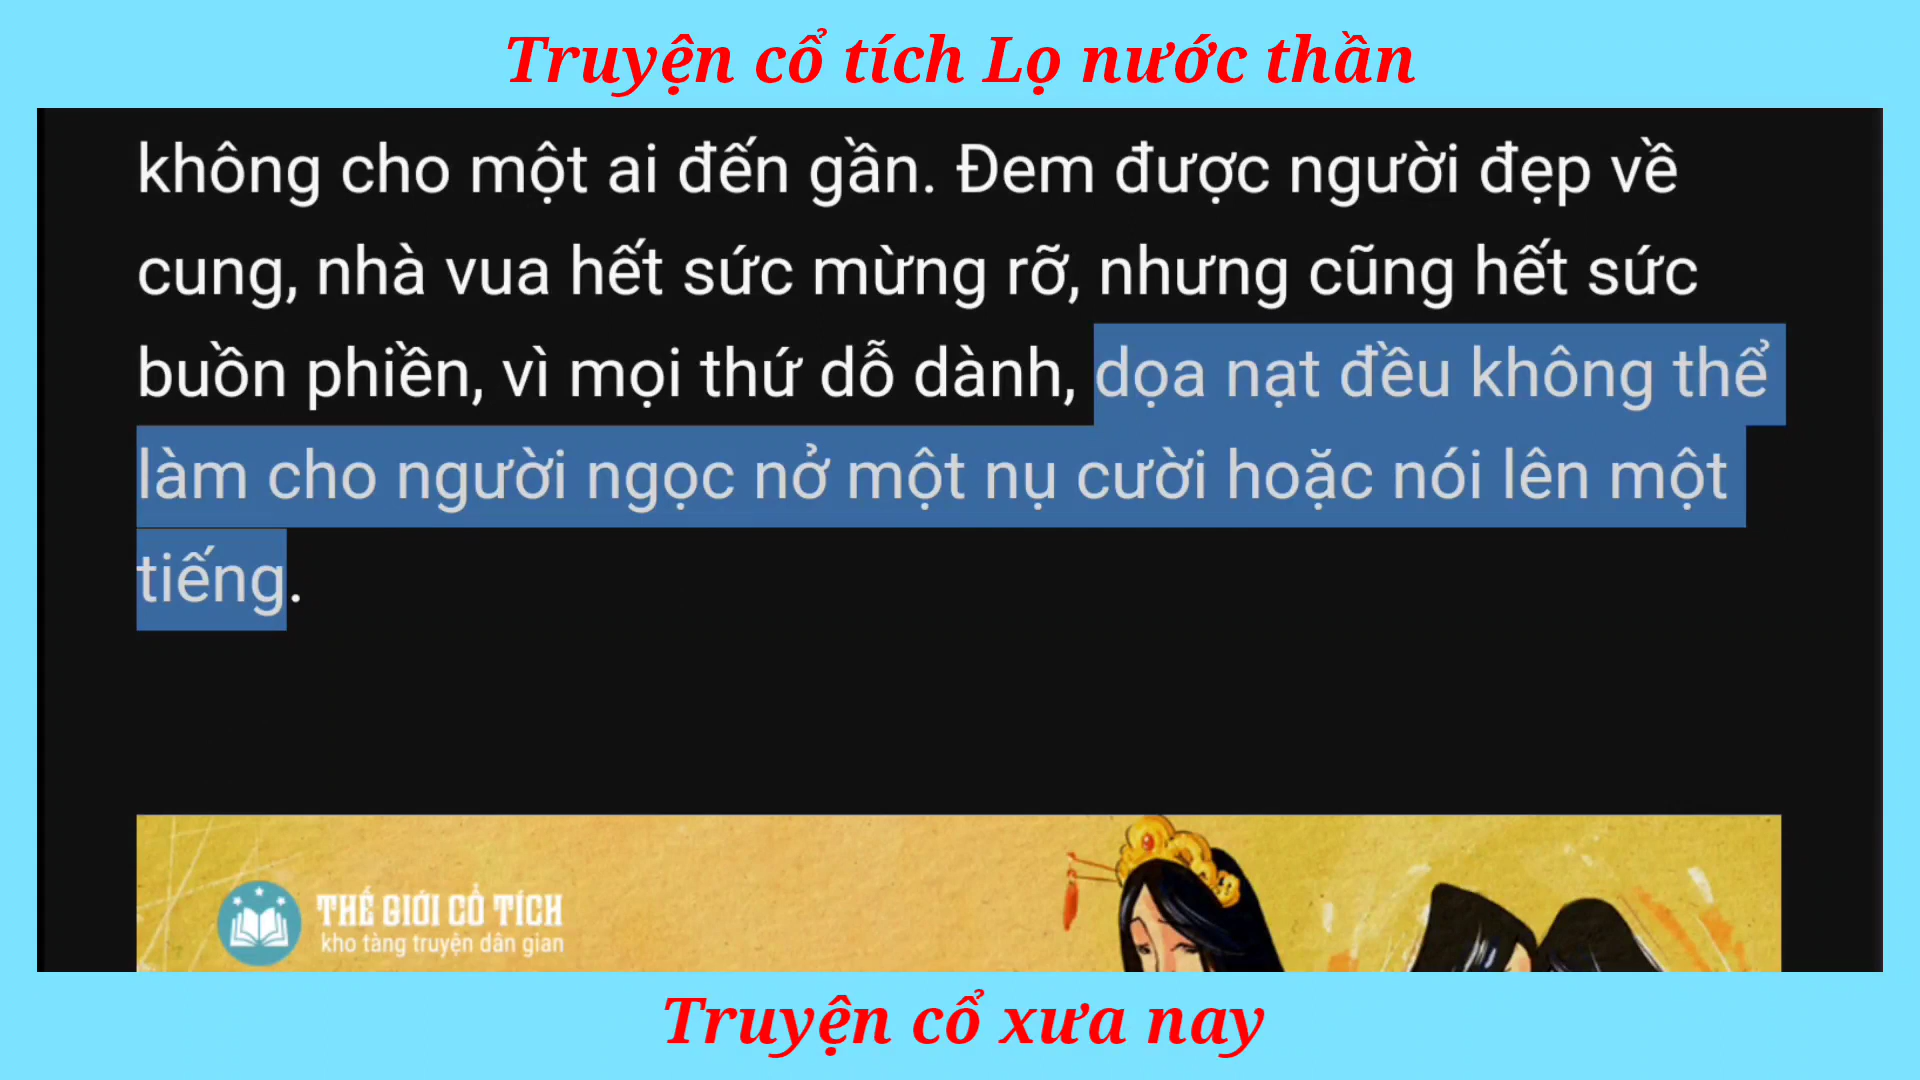 Truyện cổ tích Lọ nước thần
không cho một ai đến gần. Đem được người đẹp về
cung, nhà vua hết sức mừng rỡ, nhưng cũng hết sức
buồn phiền, vì mọi thứ dỗ dành, dọa nạt đều không thể
làm cho người ngọc nở một nụ cười hoặc nói lên một
tiếng.
THẾ GIỚI CỔ TÍCH
kho tàng truyện dân gian
Truyện cổ xưa nay